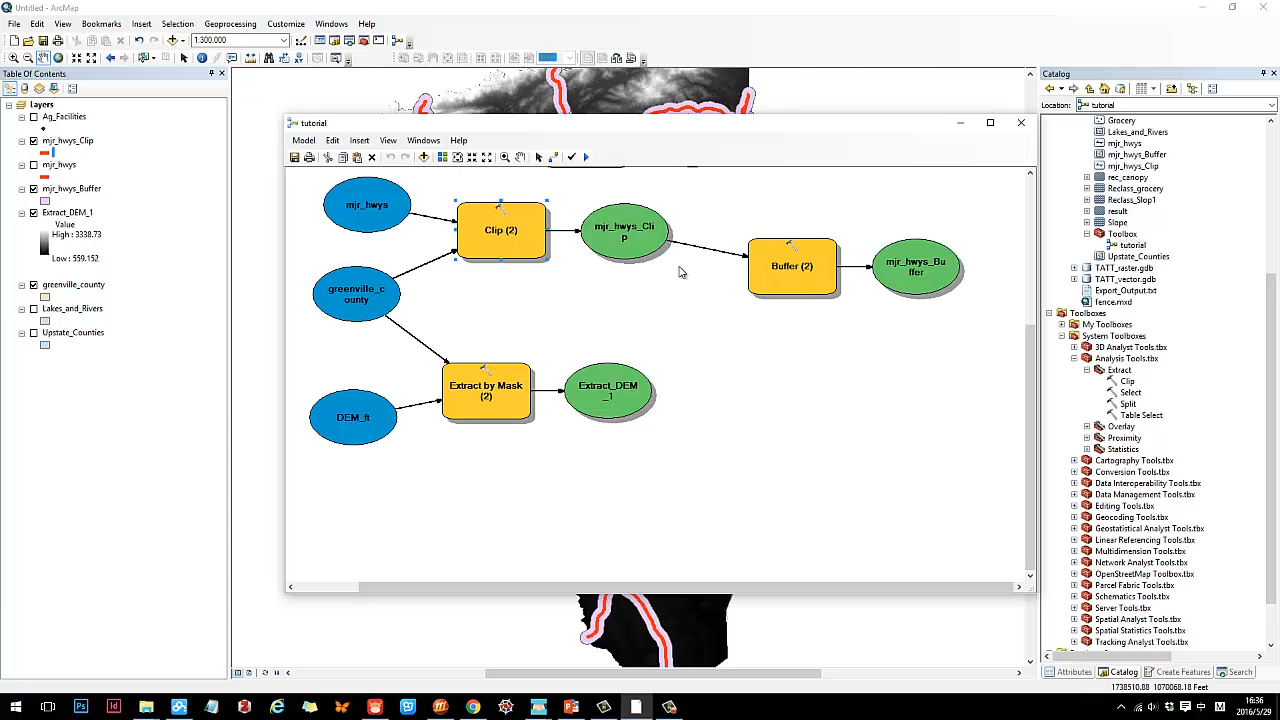 Untitled - ArcMap
File Edit View Bookmarks Insert Selection Geoprocessing Customize Windows Help
1:300,000
Table Of Contents
Layers
Ag_Facilities
mjr_hwys_Clip
mjr_hwys
mjr_hwys_Buffer
Extract_DEM_1
Value
High : 3338.73
Low : 559.152
greenville_county
Lakes_and_Rivers
Upstate_Counties
tutorial
Model Edit Insert View Windows Help
mjr_hwys
Clip (2)
mjr_hwys_Cli
p
Buffer (2)
mjr_hwys_Bu
ffer
greenville_c
ounty
Extract by Mask
(2)
Extract_DEM
_1
DEM_ft
Catalog
Location: tutorial
Grocery
Lakes_and_Rivers
mjr_hwys
mjr_hwys_Buffer
mjr_hwys_Clip
rec_canopy
Reclass_grocery
Reclass_Slop1
result
Slope
Toolbox
tutorial
Upstate_Counties
TATT_raster.gdb
TATT_vector.gdb
Export_Output.txt
fence.mxd
Toolboxes
My Toolboxes
System Toolboxes
3D Analyst Tools.tbx
Analysis Tools.tbx
Extract
Clip
Select
Split
Table Select
Overlay
Proximity
Statistics
Cartography Tools.tbx
Conversion Tools.tbx
Data Interoperability Tools.tbx
Data Management Tools.tbx
Editing Tools.tbx
Geocoding Tools.tbx
Geostatistical Analyst Tools.tbx
Linear Referencing Tools.tbx
Multidimension Tools.tbx
Network Analyst Tools.tbx
OpenStreetMap Toolbox.tbx
Parcel Fabric Tools.tbx
Schematics Tools.tbx
Server Tools.tbx
Spatial Analyst Tools.tbx
Spatial Statistics Tools.tbx
Tracking Analyst Tools.tbx
Attributes Catalog Create Features Search
1738510.88 1070068.18 Feet
16:36
2016/5/29